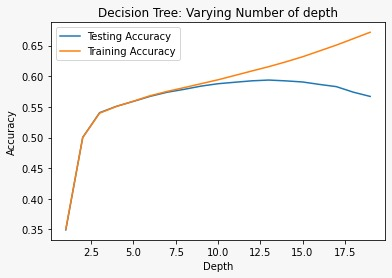 Decision Tree: Varying Number of depth
Testing Accuracy
Training Accuracy
Accuracy
0.65
0.60
0.55
0.50
0.45
0.40
0.35
2.5 5.0 7.5 10.0 12.5 15.0 17.5
Depth